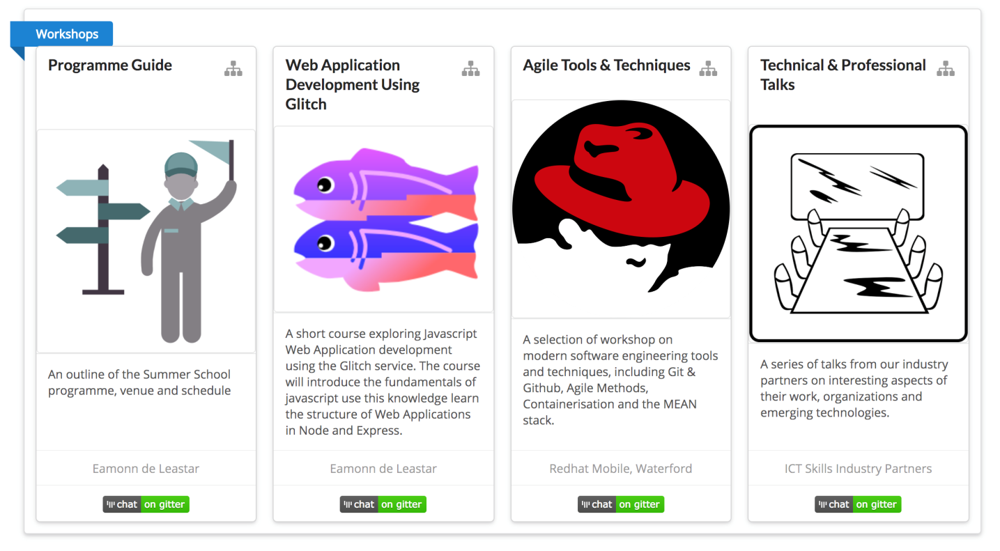 Workshops
Programme Guide
An outline of the Summer School
programme, venue and schedule
Eamonn de Leastar
chat on gitter
Web Application
Development Using
Glitch
A short course exploring Javascript
Web Application development
using the Glitch service. The course
will introduce the fundamentals of
javascript use this knowledge learn
the structure of Web Applications
in Node and Express.
Eamonn de Leastar
chat on gitter
Agile Tools & Techniques
A selection of workshop on
modern software engineering tools
and techniques, including Git &
Github, Agile Methods,
Containerisation and the MEAN
stack.
Redhat Mobile, Waterford
chat on gitter
Technical & Professional
Talks
A series of talks from our industry
partners on interesting aspects of
their work, organizations and
emerging technologies.
ICT Skills Industry Partners
chat on gitter